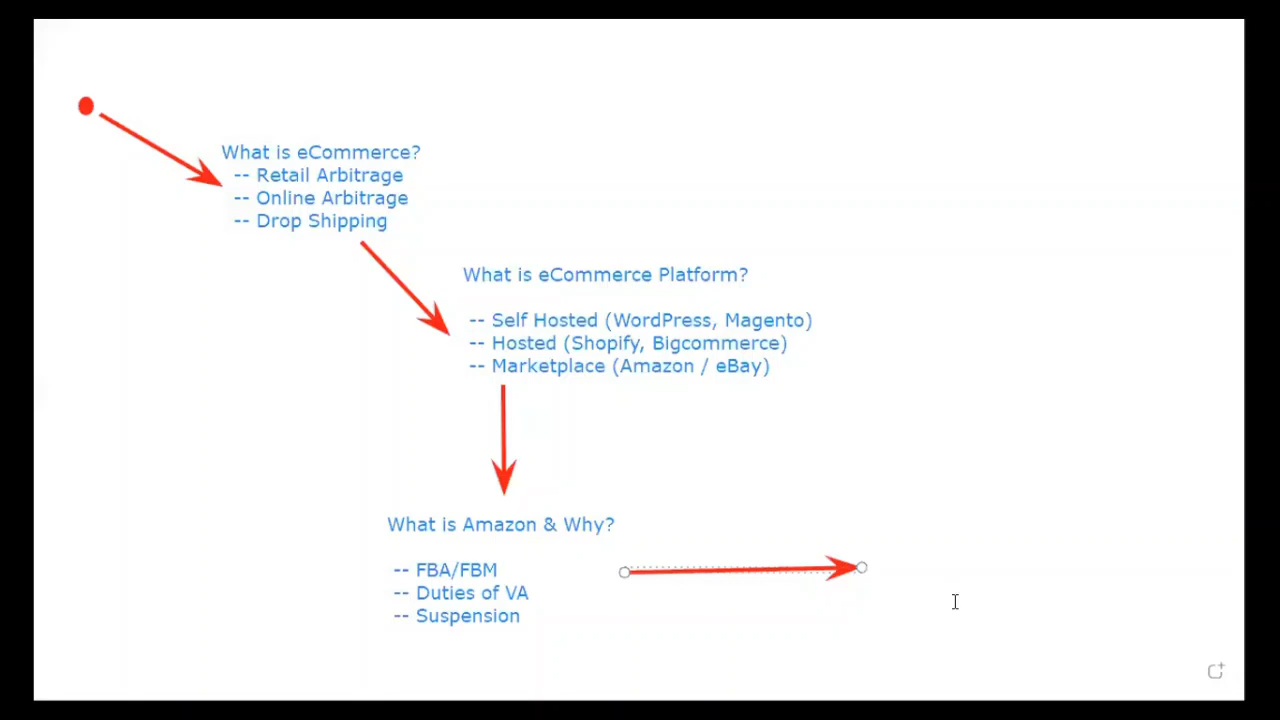 What is eCommerce?
-- Retail Arbitrage
-- Online Arbitrage
-- Drop Shipping
What is eCommerce Platform?
-- Self Hosted (WordPress, Magento)
-- Hosted (Shopify, Bigcommerce)
-- Marketplace (Amazon / eBay)
What is Amazon & Why?
-- FBA/FBM
-- Duties of VA
-- Suspension